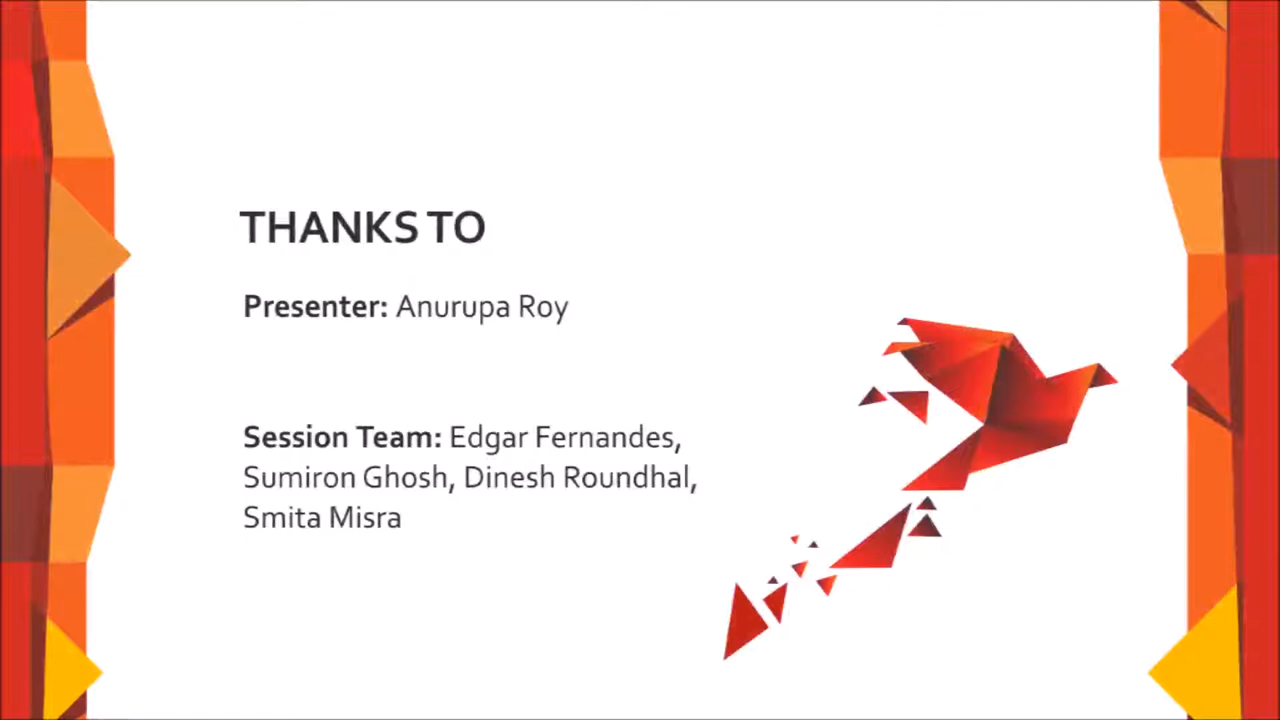 THANKS TO
Presenter: Anurupa Roy
Session Team: Edgar Fernandes,
Sumiron Ghosh, Dinesh Roundhal,
Smita Misra